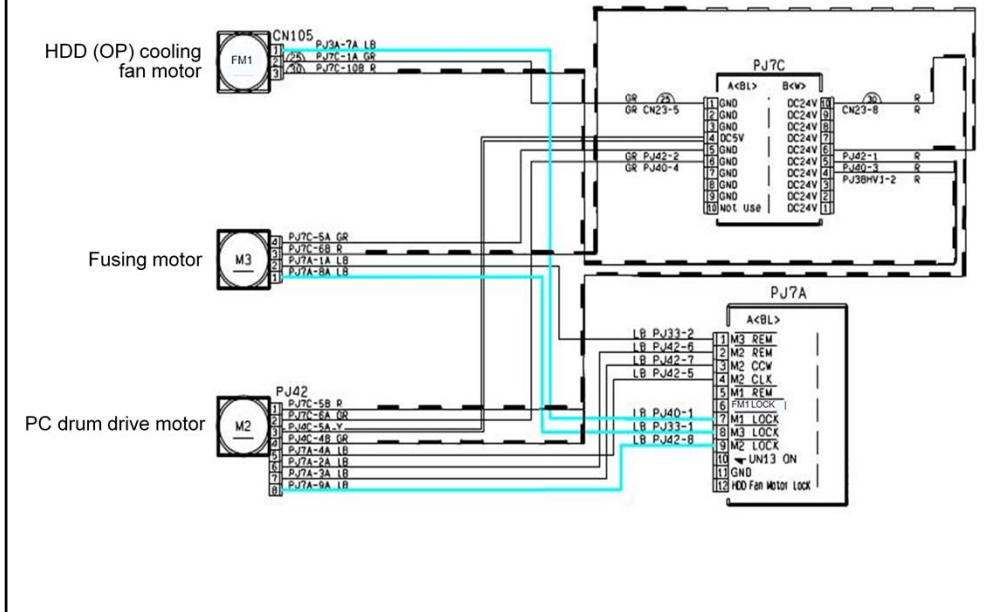 HDD (OP) cooling
fan motor
FM1
CN105
1 PJ3A-7A LB
2 25 PJ7C-1A GR
3 30 PJ7C-10B R
PJ7C
A<BL> B<W>
GR 25
GR CN23-5
1 GND DC24V 10
30 R
CN23-8 R
2 GND DC24V 9
3 GND DC24V 8
4 DC5V DC24V 7
5 GND DC24V 6
GR PJ42-2
6 GND DC24V 5
PJ42-1 R
GR PJ40-4
7 GND DC24V 4
PJ40-3 R
8 GND DC24V 3
PJ38HV1-2 R
9 GND DC24V 2
10 Not Use DC24V 1
Fusing motor
M3
4 PJ7C-5A GR
3 PJ7C-6B R
2 PJ7A-1A LB
1 PJ7A-8A LB
PJ7A
A<BL>
LB PJ33-2 1 M3 REM
LB PJ42-6 2 M2 REM
LB PJ42-7 3 M2 CCW
LB PJ42-5 4 M2 CLK
5 M1 REM
6 FM1 LOCK
LB PJ40-1 7 M1 LOCK
LB PJ33-1 8 M3 LOCK
LB PJ42-8 9 M2 LOCK
10 UN13 ON
11 GND
12 HDD Fan Motor Lock
PC drum drive motor
M2
PJ42
1 PJ7C-5B R
2 PJ7C-6A GR
3 PJ4C-5A Y
4 PJ4C-4B GR
5 PJ7A-4A LB
6 PJ7A-2A LB
7 PJ7A-3A LB
8 PJ7A-9A LB